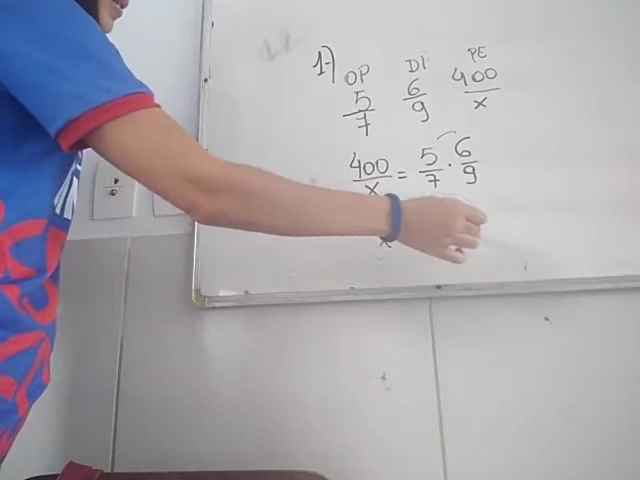 1-) OP DI PE
5/7 6/9 400/x
400/x = 5/7 · 6/9
x